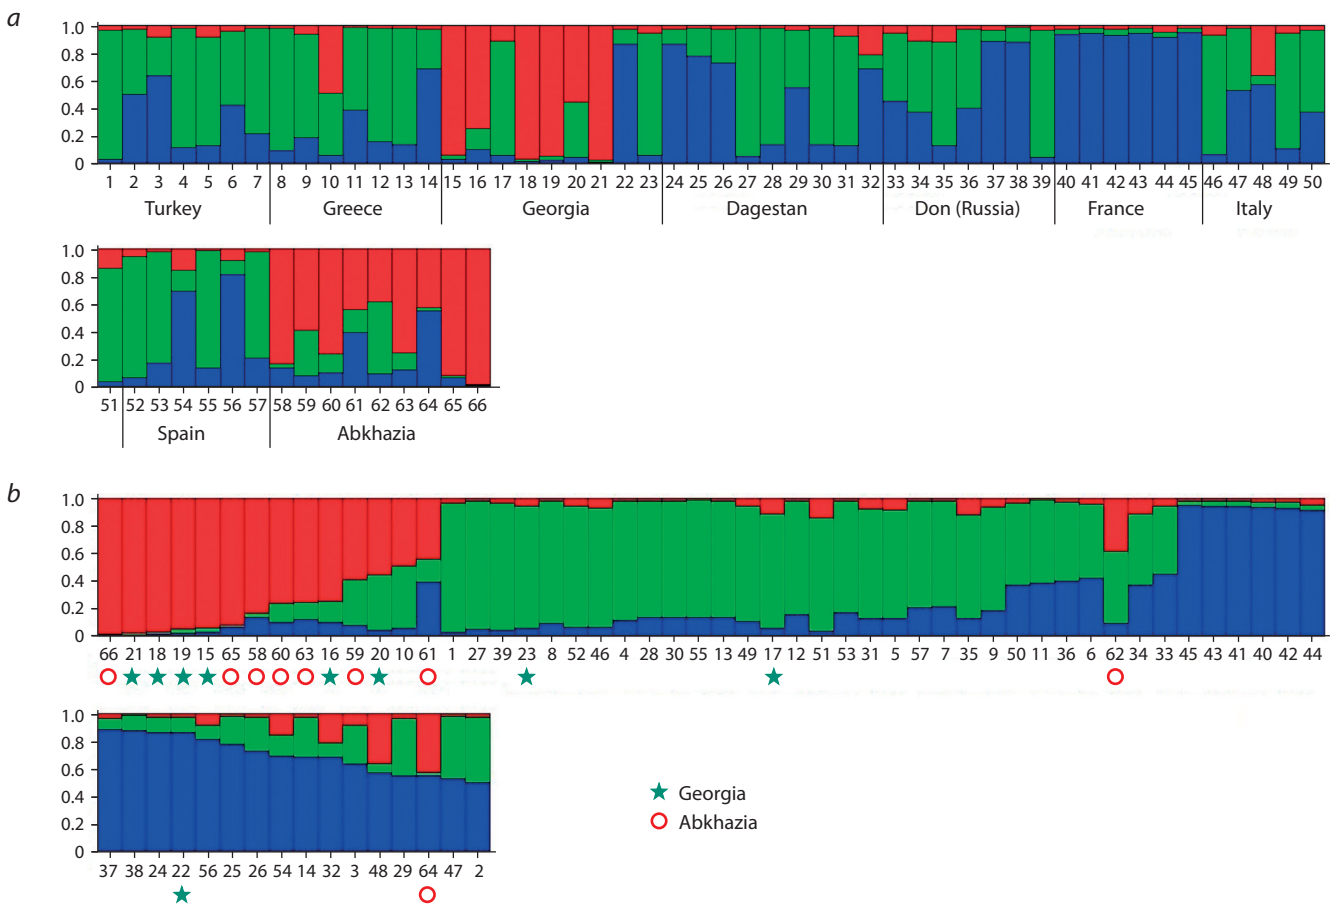 a
1.0
0.8
0.6
0.4
0.2
0
1 2 3 4 5 6 7 8 9 10 11 12 13 14 15 16 17 18 19 20 21 22 23 24 25 26 27 28 29 30 31 32 33 34 35 36 37 38 39 40 41 42 43 44 45 46 47 48 49 50
Turkey Greece Georgia Dagestan Don (Russia) France Italy
1.0
0.8
0.6
0.4
0.2
0
51 52 53 54 55 56 57 58 59 60 61 62 63 64 65 66
Spain Abkhazia
b
1.0
0.8
0.6
0.4
0.2
0
66 21 18 19 15 65 58 60 63 16 59 20 10 61 1 27 39 23 8 52 46 4 28 30 55 13 49 17 12 51 53 31 5 57 7 35 9 50 11 36 6 62 34 33 45 43 41 40 42 44
1.0
0.8
0.6
0.4
0.2
0
37 38 24 22 56 25 26 54 14 32 3 48 29 64 47 2
Georgia
Abkhazia